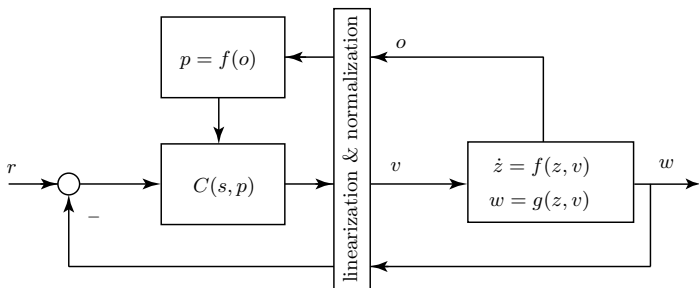 p = f(o)
o
linearization & normalization
r
C(s, p)
v
ż = f(z, v)
w = g(z, v)
w
−